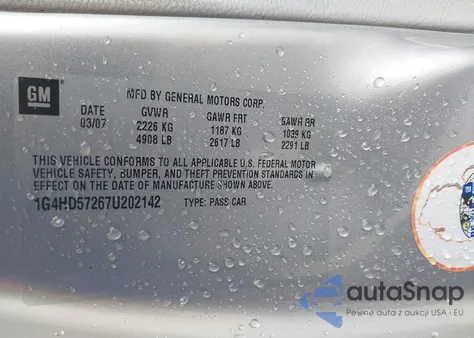 GM
MFD BY GENERAL MOTORS CORP.
DATE GVWR GAWR FRT GAWR RR
03/07 2226 KG 1187 KG 1039 KG
4908 LB 2617 LB 2291 LB
THIS VEHICLE CONFORMS TO ALL APPLICABLE U.S. FEDERAL MOTOR
VEHICLE SAFETY, BUMPER, AND THEFT PREVENTION STANDARDS IN
EFFECT ON THE DATE OF MANUFACTURE SHOWN ABOVE.
1G4HD57267U202142 TYPE: PASS CAR
autoSnap
Pewne auta z aukcji USA i EU